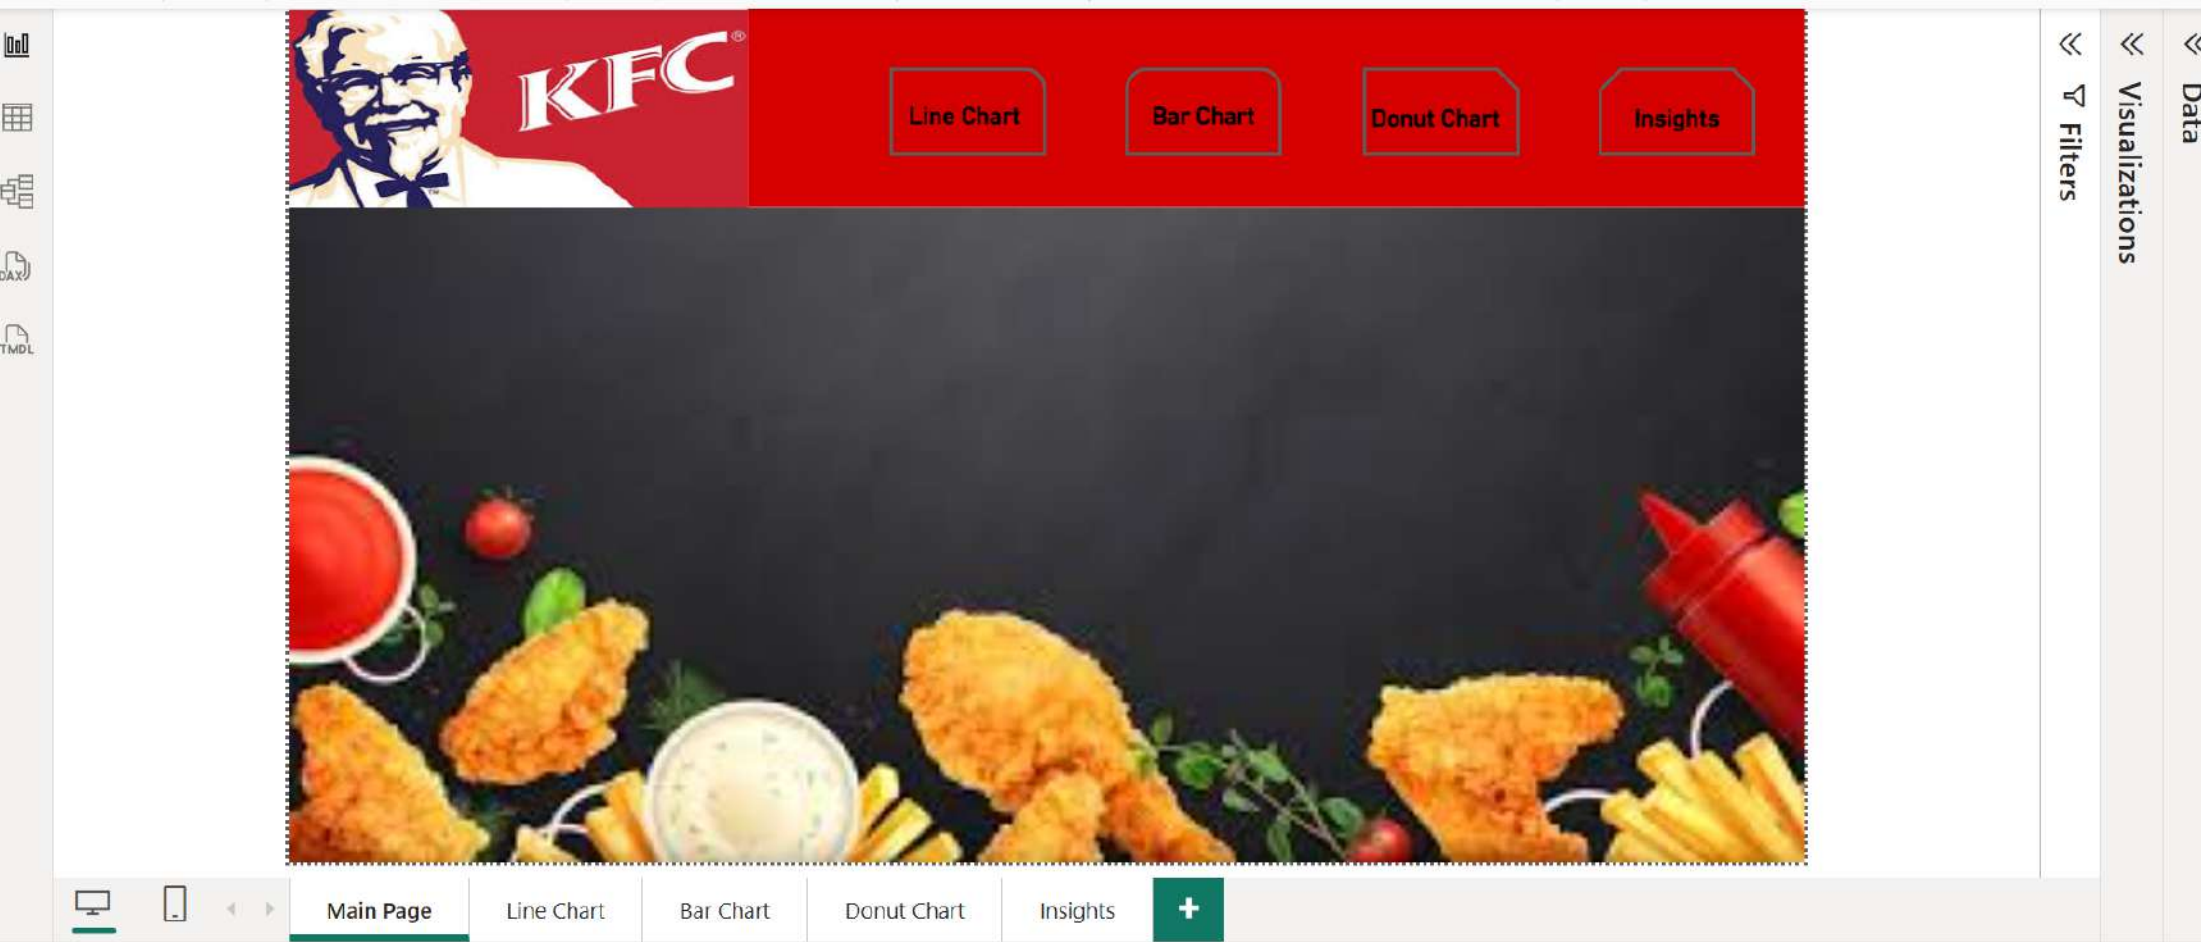 KFC®
Line Chart
Bar Chart
Donut Chart
Insights
™
DAX
TMDL
Filters
Visualizations
Data
Main Page
Line Chart
Bar Chart
Donut Chart
Insights
+